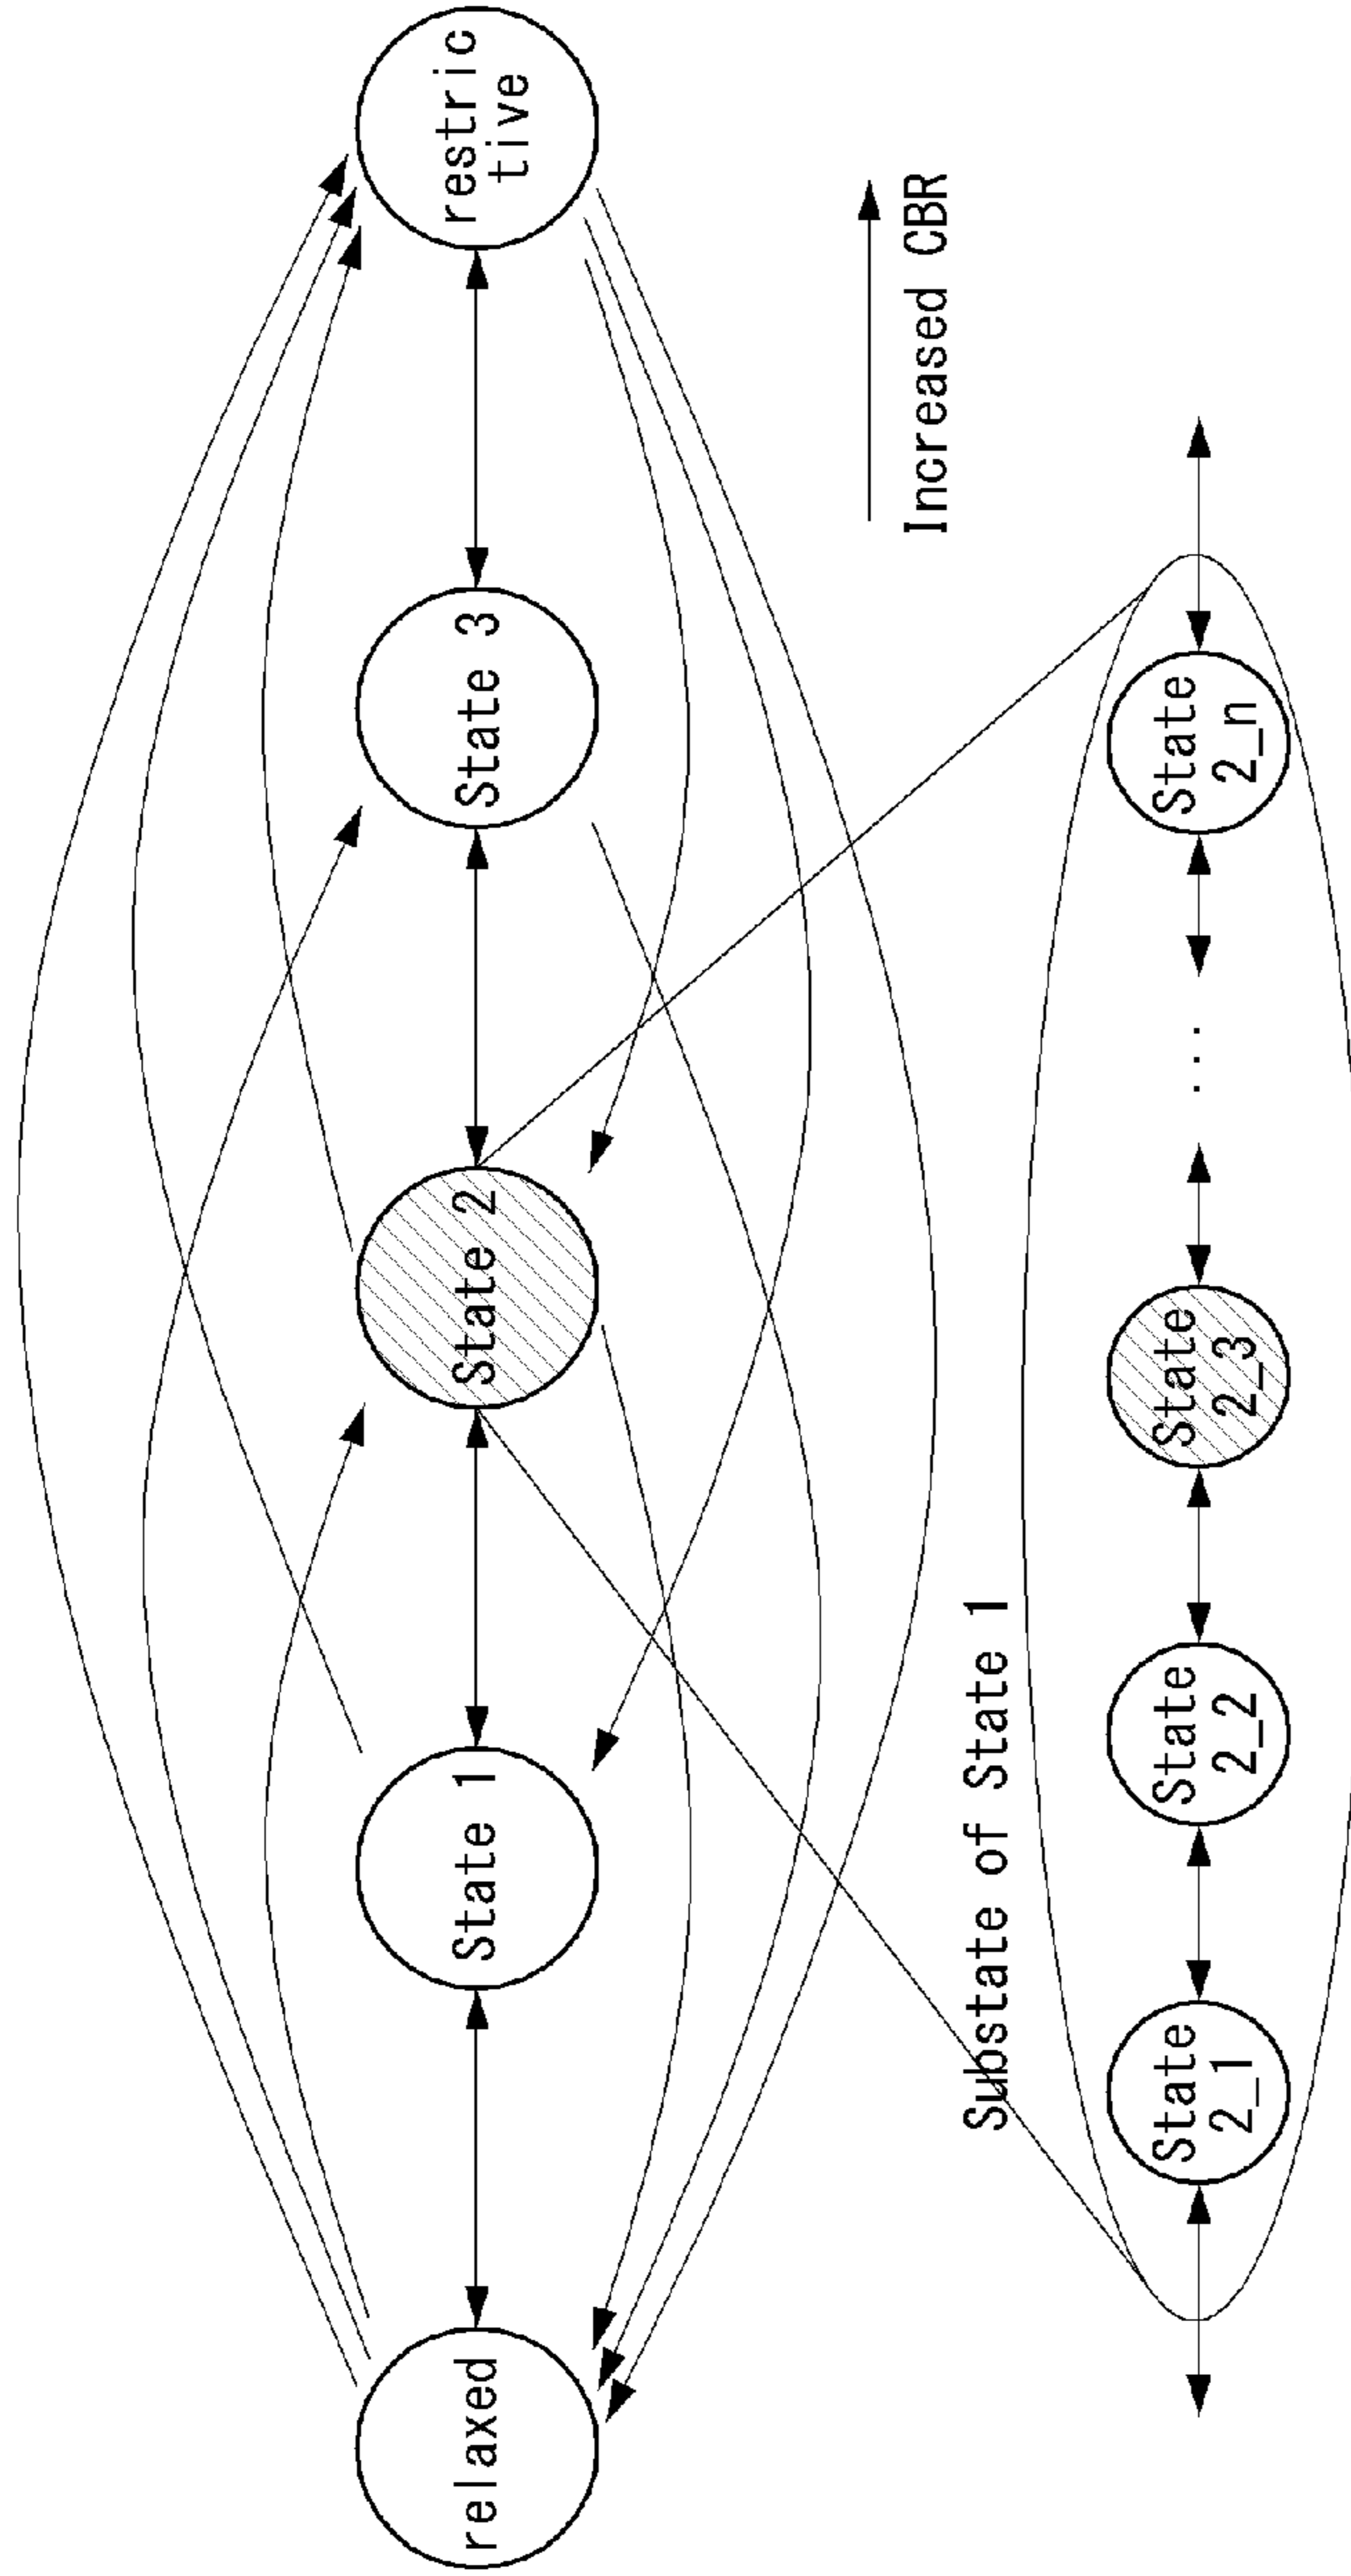 relaxed
State 1
State 2
State 3
restric
tive
Increased CBR
Substate of State 1
State
2_1
State
2_2
State
2_3
...
State
2_n